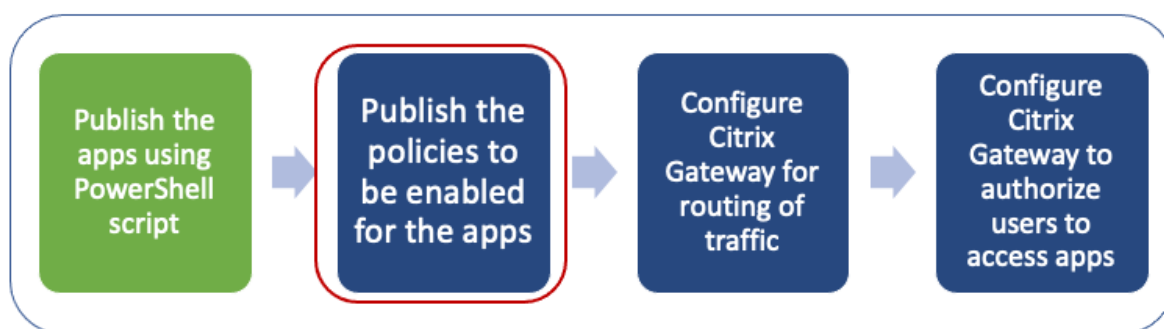 Publish the
apps using
PowerShell
script
Publish the
policies to
be enabled
for the apps
Configure
Citrix
Gateway for
routing of
traffic
Configure
Citrix
Gateway to
authorize
users to
access apps